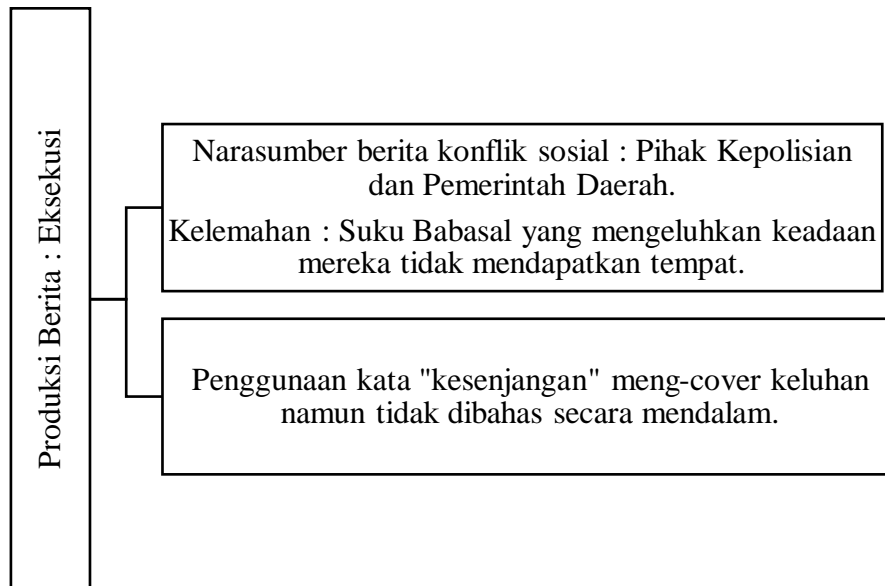 Produksi Berita : Eksekusi
Narasumber berita konflik sosial : Pihak Kepolisian
dan Pemerintah Daerah.
Kelemahan : Suku Babasal yang mengeluhkan keadaan
mereka tidak mendapatkan tempat.
Penggunaan kata "kesenjangan" meng-cover keluhan
namun tidak dibahas secara mendalam.